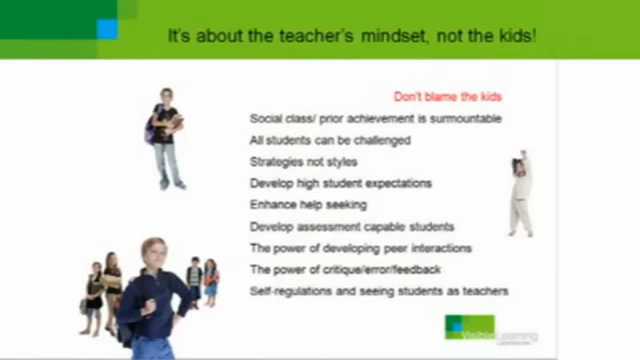 It's about the teacher's mindset, not the kids!
Don't blame the kids
Social class/ prior achievement is surmountable
All students can be challenged
Strategies not styles
Develop high student expectations
Enhance help seeking
Develop assessment capable students
The power of developing peer interactions
The power of critique/error/feedback
Self-regulations and seeing students as teachers
Visible Learning